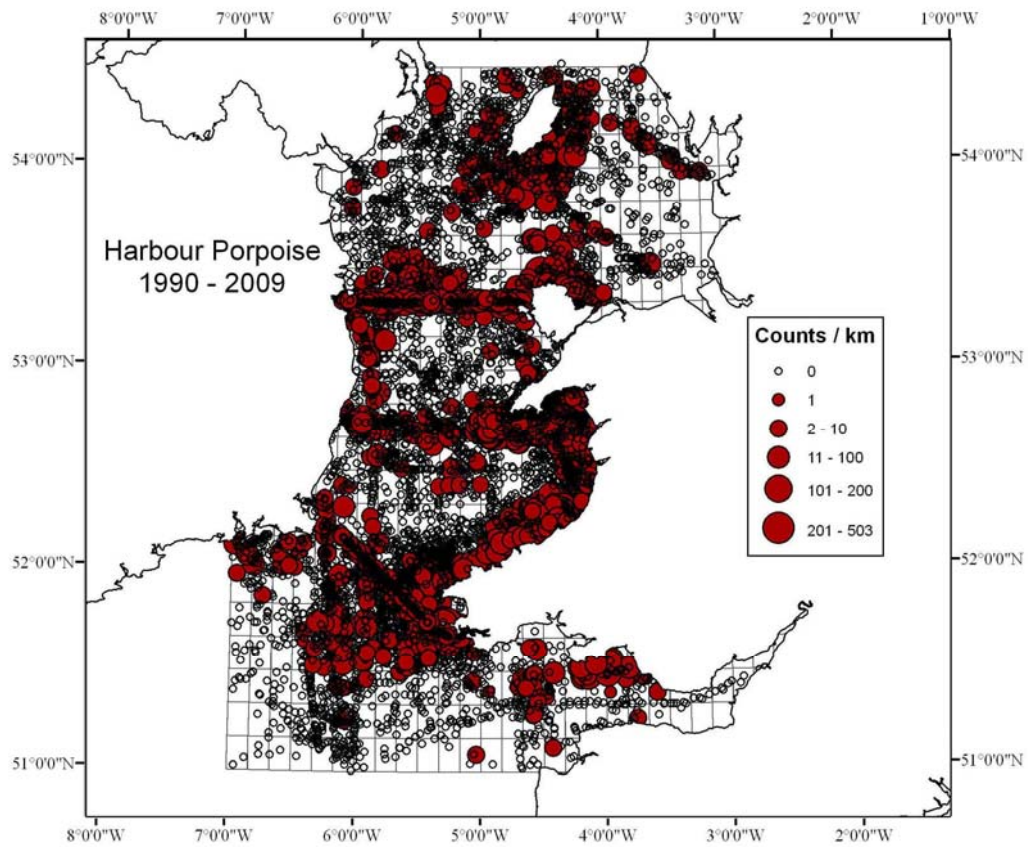 8°0'0"W 7°0'0"W 6°0'0"W 5°0'0"W 4°0'0"W 3°0'0"W 2°0'0"W 1°0'0"W
54°0'0"N 54°0'0"N
Harbour Porpoise
1990 - 2009
Counts / km
0
1
2 - 10
11 - 100
101 - 200
201 - 503
53°0'0"N 53°0'0"N
52°0'0"N 52°0'0"N
51°0'0"N 51°0'0"N
8°0'0"W 7°0'0"W 6°0'0"W 5°0'0"W 4°0'0"W 3°0'0"W 2°0'0"W